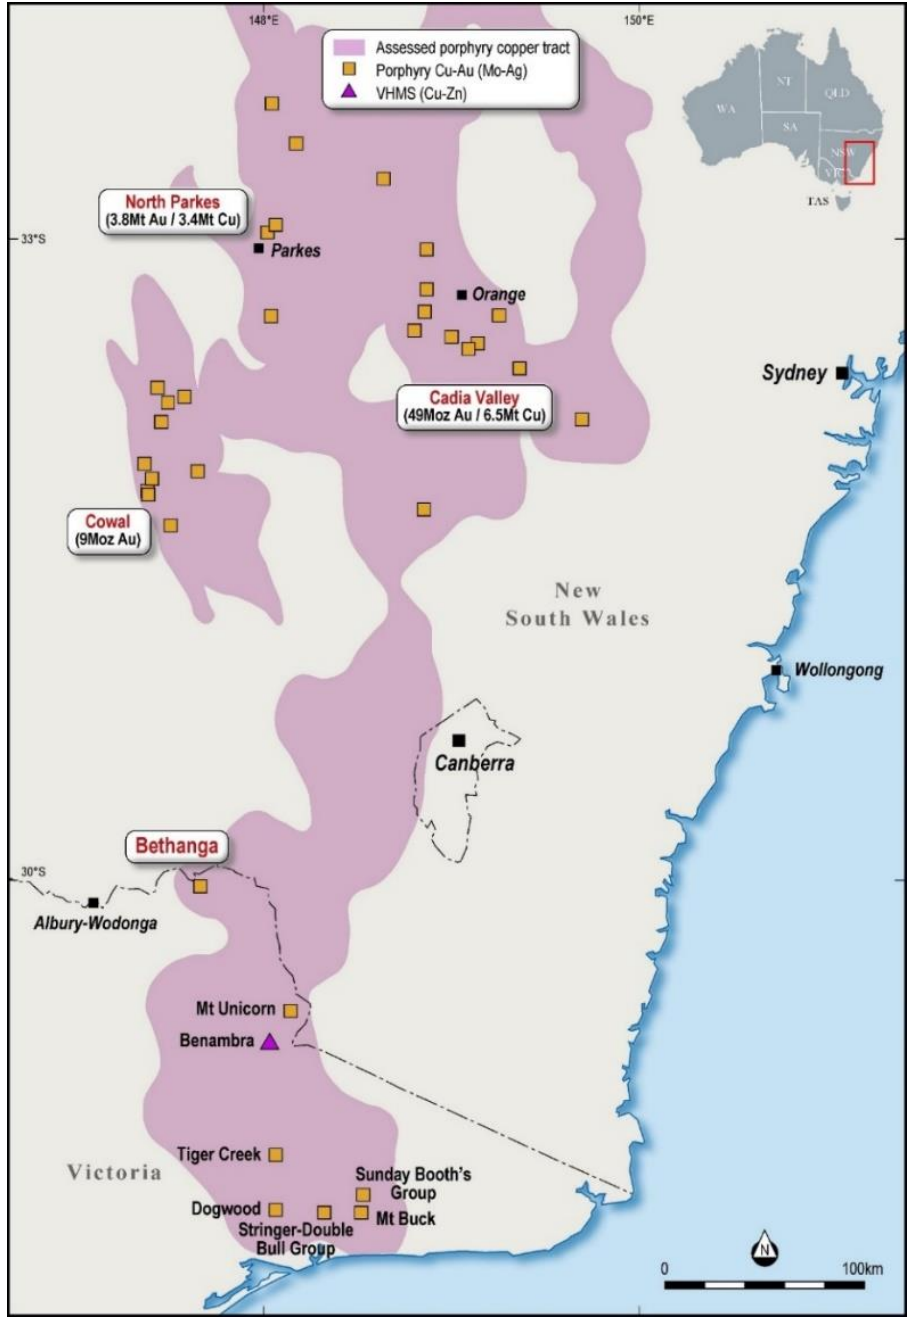 148°E
150°E
Assessed porphyry copper tract
Porphyry Cu-Au (Mo-Ag)
VHMS (Cu-Zn)
WA
NT
QLD
SA
NSW
VIC
TAS
North Parkes
(3.8Mt Au / 3.4Mt Cu)
33°S
Parkes
Orange
Sydney
Cadia Valley
(49Moz Au / 6.5Mt Cu)
Cowal
(9Moz Au)
New
South Wales
Wollongong
Canberra
Bethanga
30°S
Albury-Wodonga
Mt Unicorn
Benambra
Tiger Creek
Victoria
Sunday Booth's
Group
Dogwood
Mt Buck
Stringer-Double
Bull Group
N
0
100km